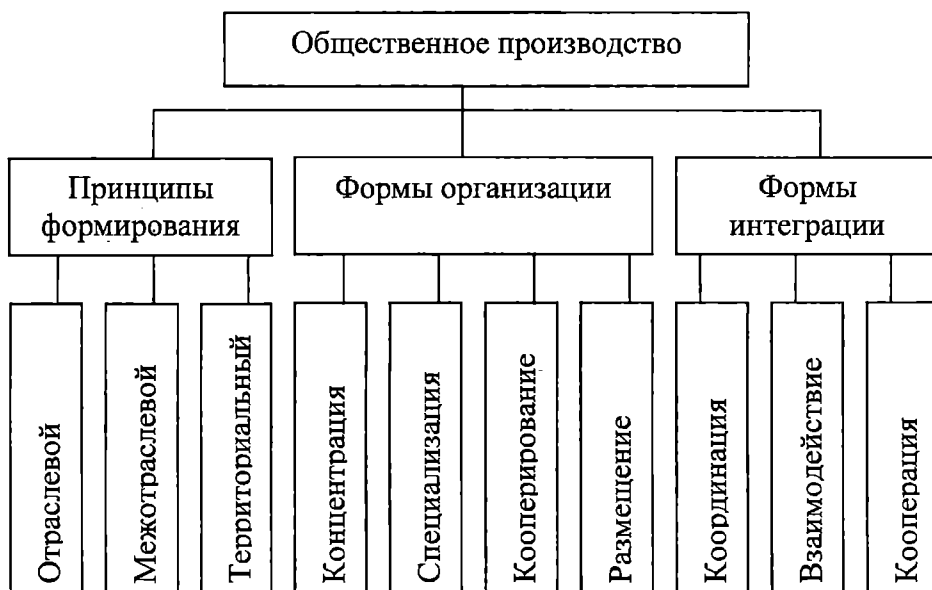 Общественное производство
Принципы
формирования
Формы организации
Формы
интеграции
Отраслевой
Межотраслевой
Территориальный
Концентрация
Специализация
Кооперирование
Размещение
Координация
Взаимодействие
Кооперация